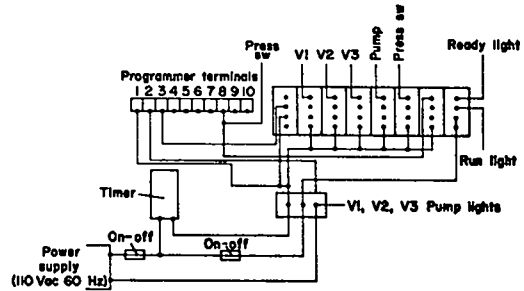 Press
sw
V1 V2 V3
Pump
Press sw
Ready light
Programmer terminals
1 2 3 4 5 6 7 8 9 10
Press
sw
Run light
Timer
V1, V2, V3 Pump lights
On-off
On-off
Power
supply
(110 Vac 60 Hz)